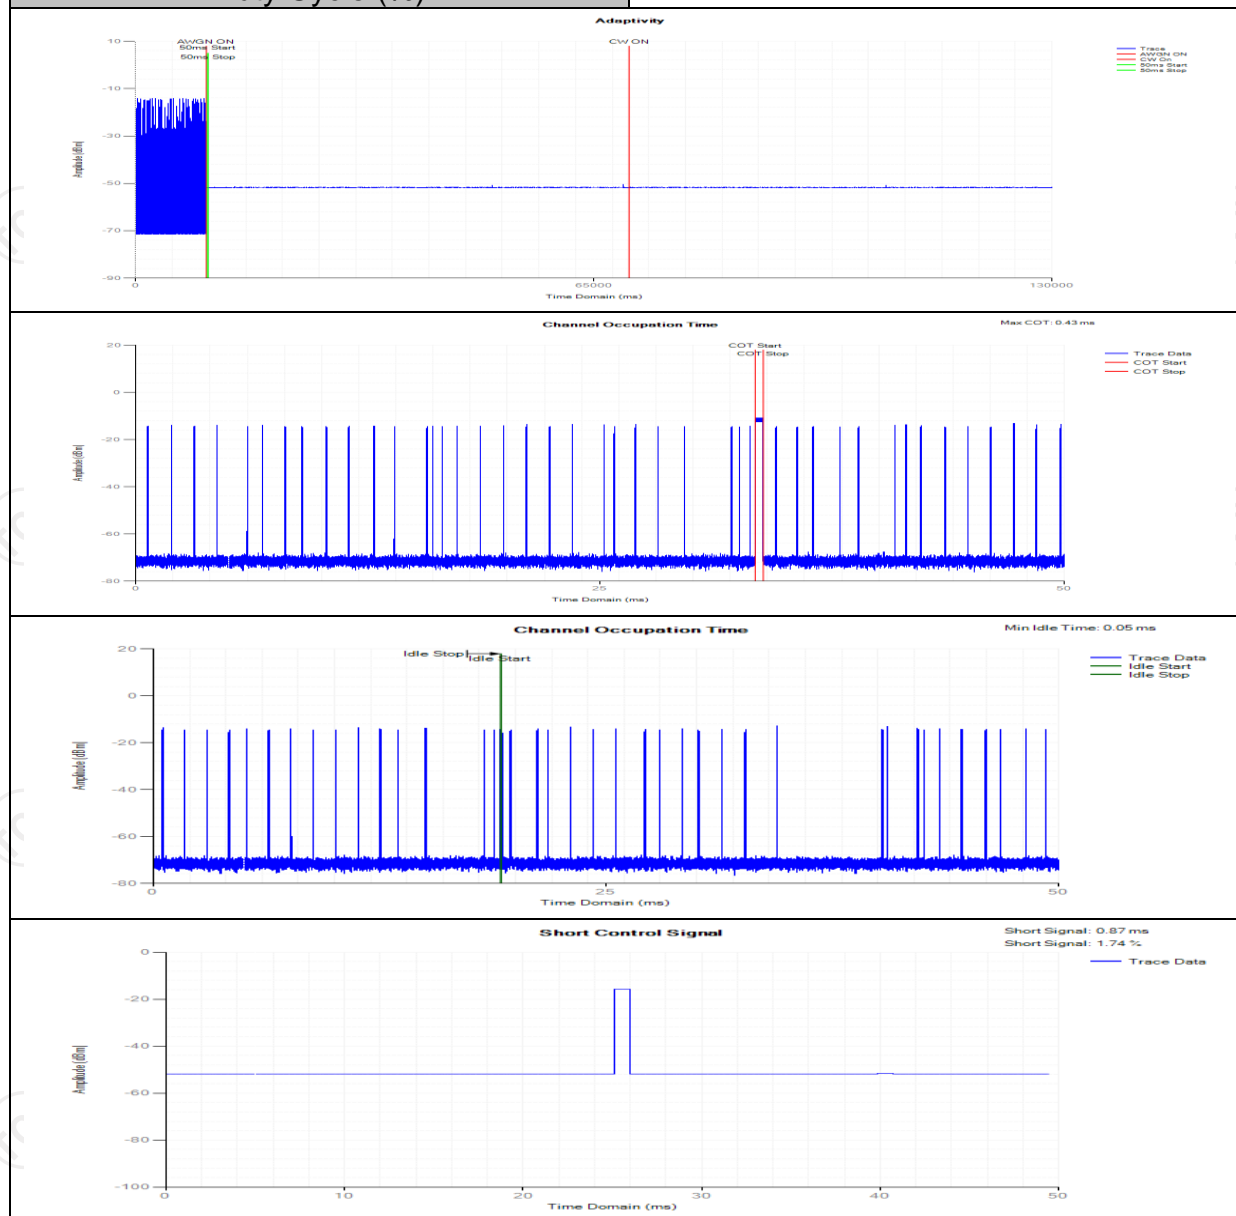 Adaptivity
10
-10
-30
-50
-70
-90
Amplitude (dBm)
AWGN ON
50ms Start
50ms Stop
CW ON
Trace
AWGN ON
CW On
50ms Start
50ms Stop
0
65000
130000
Time Domain (ms)
Channel Occupation Time
Max COT: 0.43 ms
20
0
-20
-40
-60
-80
Amplitude (dBm)
COT Start
COT Stop
Trace Data
COT Start
COT Stop
0
25
50
Time Domain (ms)
Channel Occupation Time
Min Idle Time: 0.05 ms
20
0
-20
-40
-60
-80
Amplitude (dBm)
Idle Stop
Idle Start
Trace Data
Idle Start
Idle Stop
0
25
50
Time Domain (ms)
Short Control Signal
Short Signal: 0.87 ms
Short Signal: 1.74 %
0
-20
-40
-60
-80
-100
Amplitude (dBm)
Trace Data
0
10
20
30
40
50
Time Domain (ms)